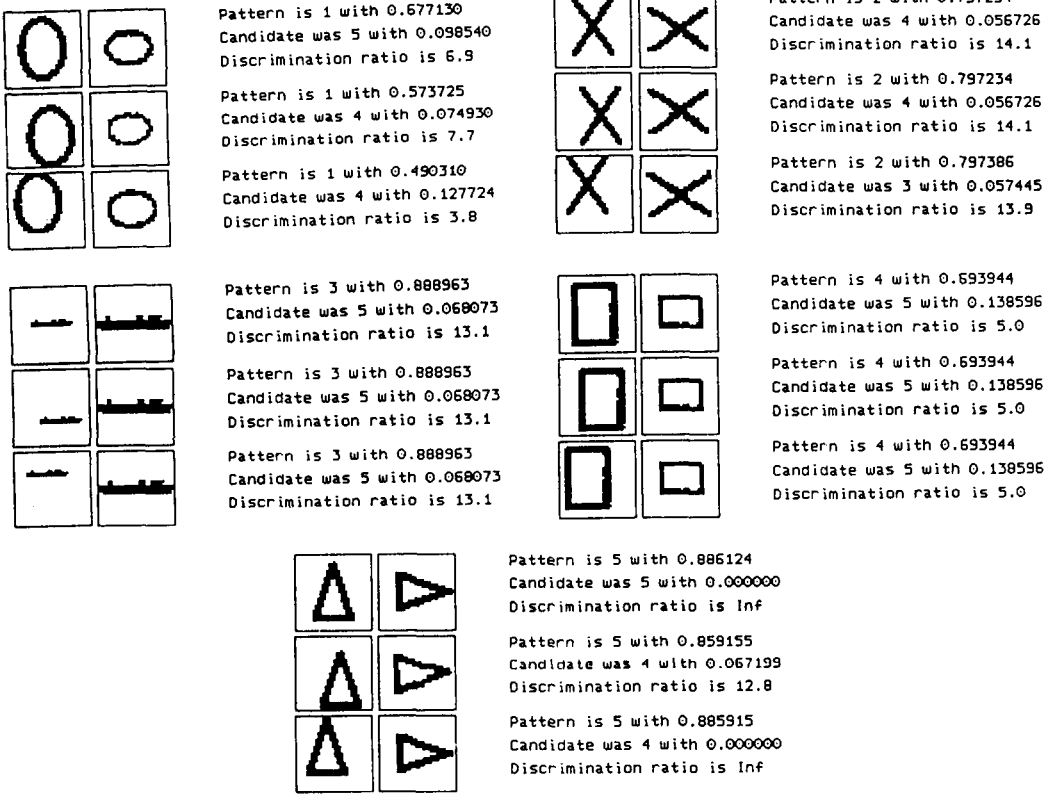 Pattern is 1 with 0.677130
Candidate was 5 with 0.098540
Discrimination ratio is 6.9
Pattern is 1 with 0.573725
Candidate was 4 with 0.074930
Discrimination ratio is 7.7
Pattern is 1 with 0.490310
Candidate was 4 with 0.127724
Discrimination ratio is 3.8
Candidate was 4 with 0.056726
Discrimination ratio is 14.1
Pattern is 2 with 0.797234
Candidate was 4 with 0.056726
Discrimination ratio is 14.1
Pattern is 2 with 0.797386
Candidate was 3 with 0.057445
Discrimination ratio is 13.9
Pattern is 3 with 0.888963
Candidate was 5 with 0.068073
Discrimination ratio is 13.1
Pattern is 3 with 0.888963
Candidate was 5 with 0.068073
Discrimination ratio is 13.1
Pattern is 3 with 0.888963
Candidate was 5 with 0.068073
Discrimination ratio is 13.1
Pattern is 4 with 0.693944
Candidate was 5 with 0.138596
Discrimination ratio is 5.0
Pattern is 4 with 0.693944
Candidate was 5 with 0.138596
Discrimination ratio is 5.0
Pattern is 4 with 0.693944
Candidate was 5 with 0.138596
Discrimination ratio is 5.0
Pattern is 5 with 0.886124
Candidate was 5 with 0.000000
Discrimination ratio is Inf
Pattern is 5 with 0.859155
Candidate was 4 with 0.067199
Discrimination ratio is 12.8
Pattern is 5 with 0.885915
Candidate was 4 with 0.000000
Discrimination ratio is Inf